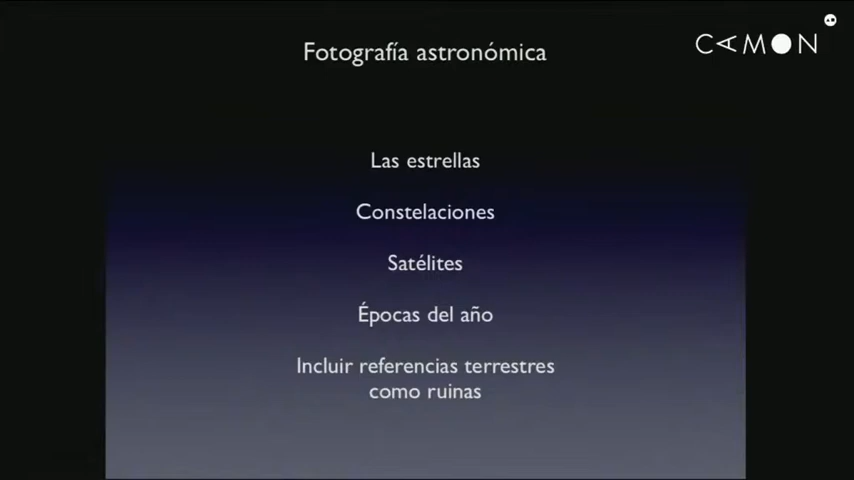 Fotografía astronómica
CAMON
Las estrellas
Constelaciones
Satélites
Épocas del año
Incluir referencias terrestres
como ruinas